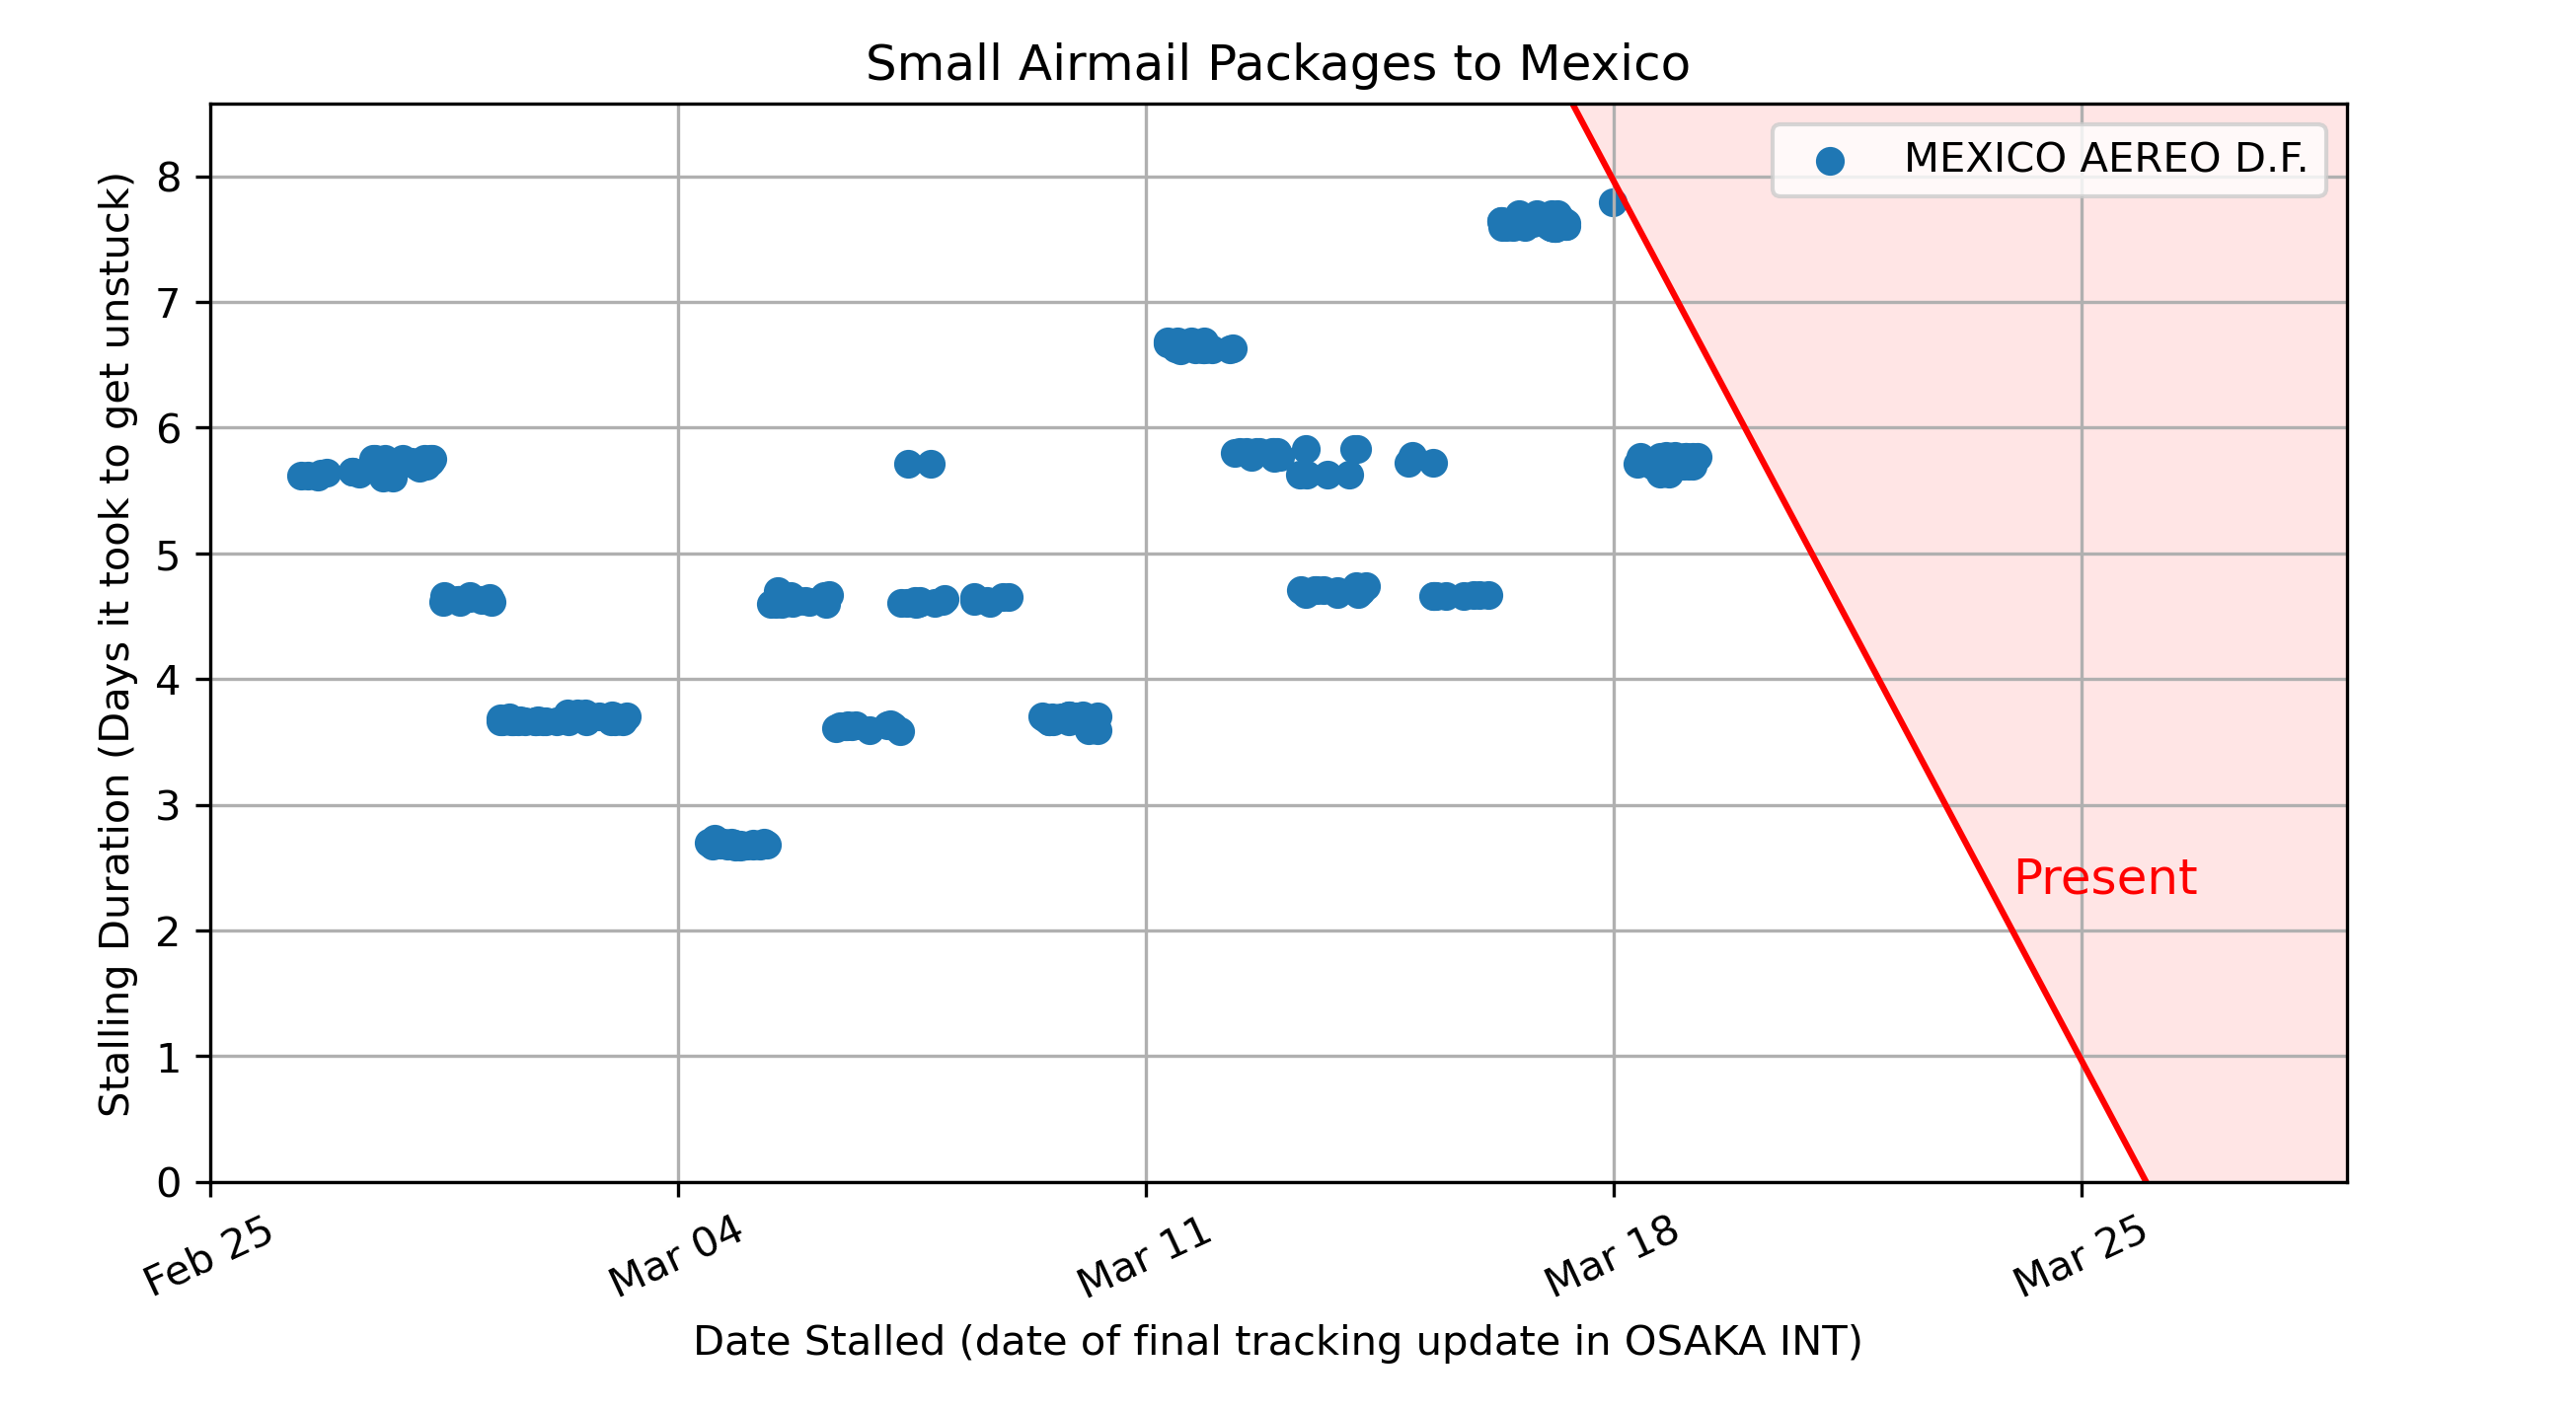 Small Airmail Packages to Mexico
MEXICO AEREO D.F.
Stalling Duration (Days it took to get unstuck)
8
7
6
5
4
3
2
1
0
Present
Feb 25
Mar 04
Mar 11
Mar 18
Mar 25
Date Stalled (date of final tracking update in OSAKA INT)